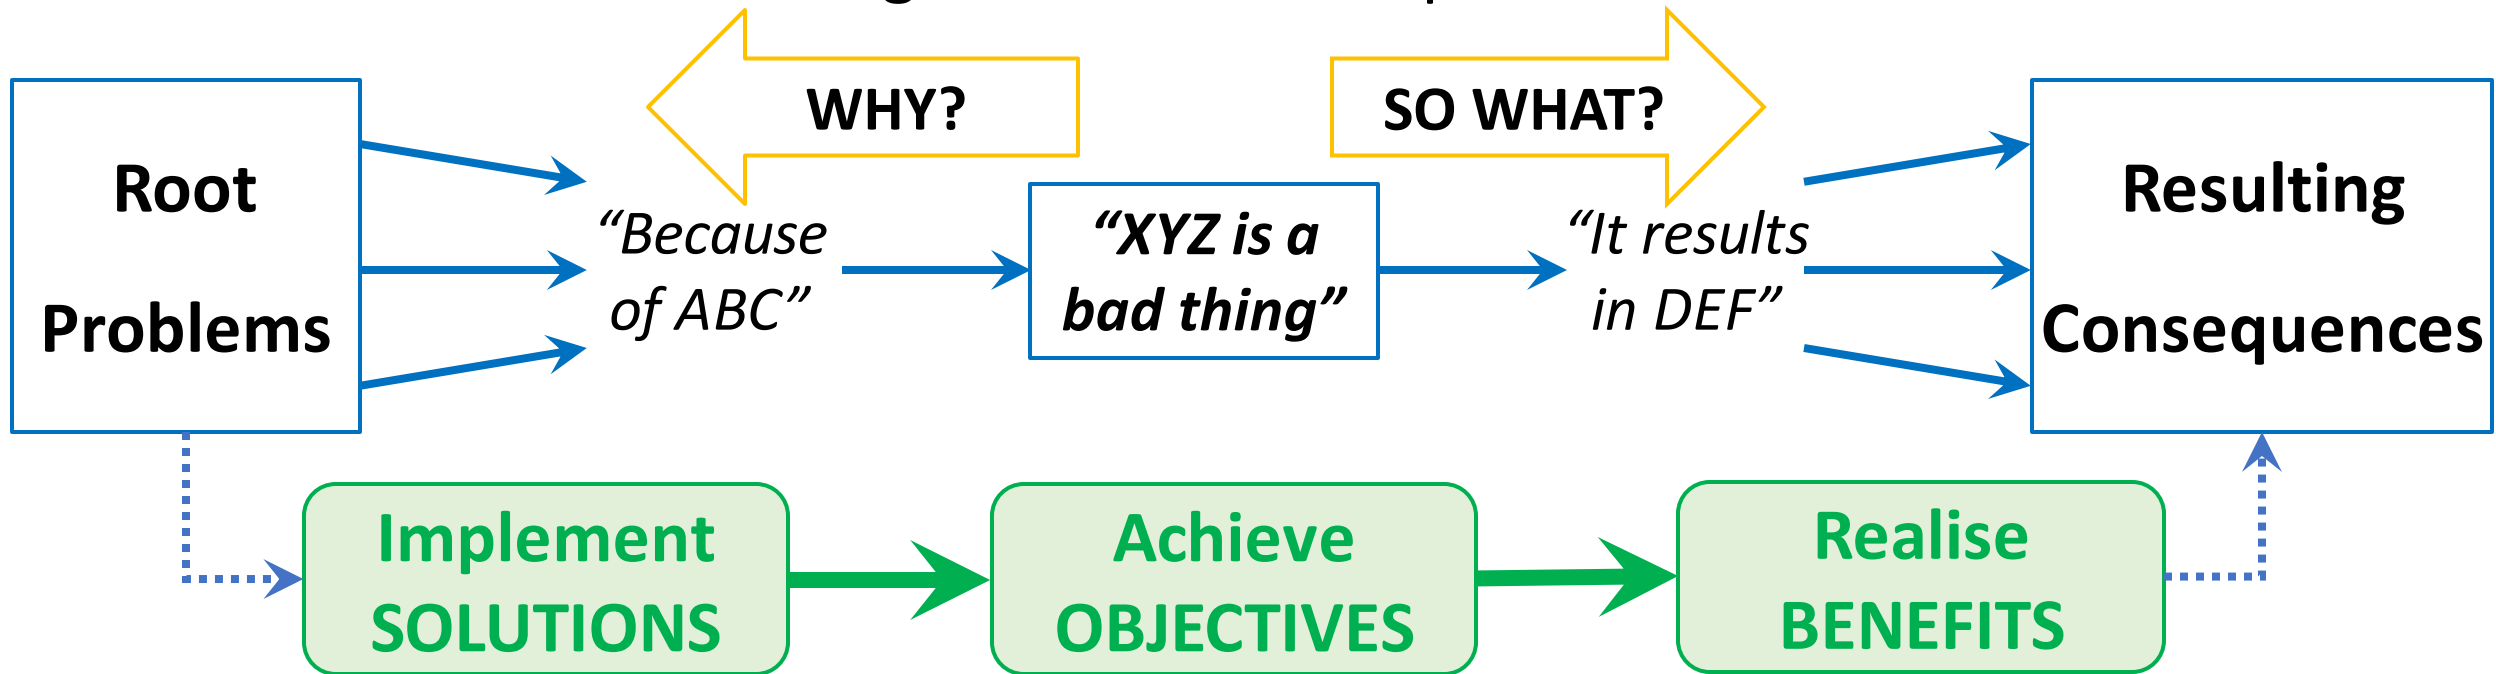 WHY?
SO WHAT?
Root
Problems
“Because
of ABC”
“XYZ is a
bad thing”
“It results
in DEF”
Resulting
Consequences
Implement
SOLUTIONS
Achieve
OBJECTIVES
Realise
BENEFITS